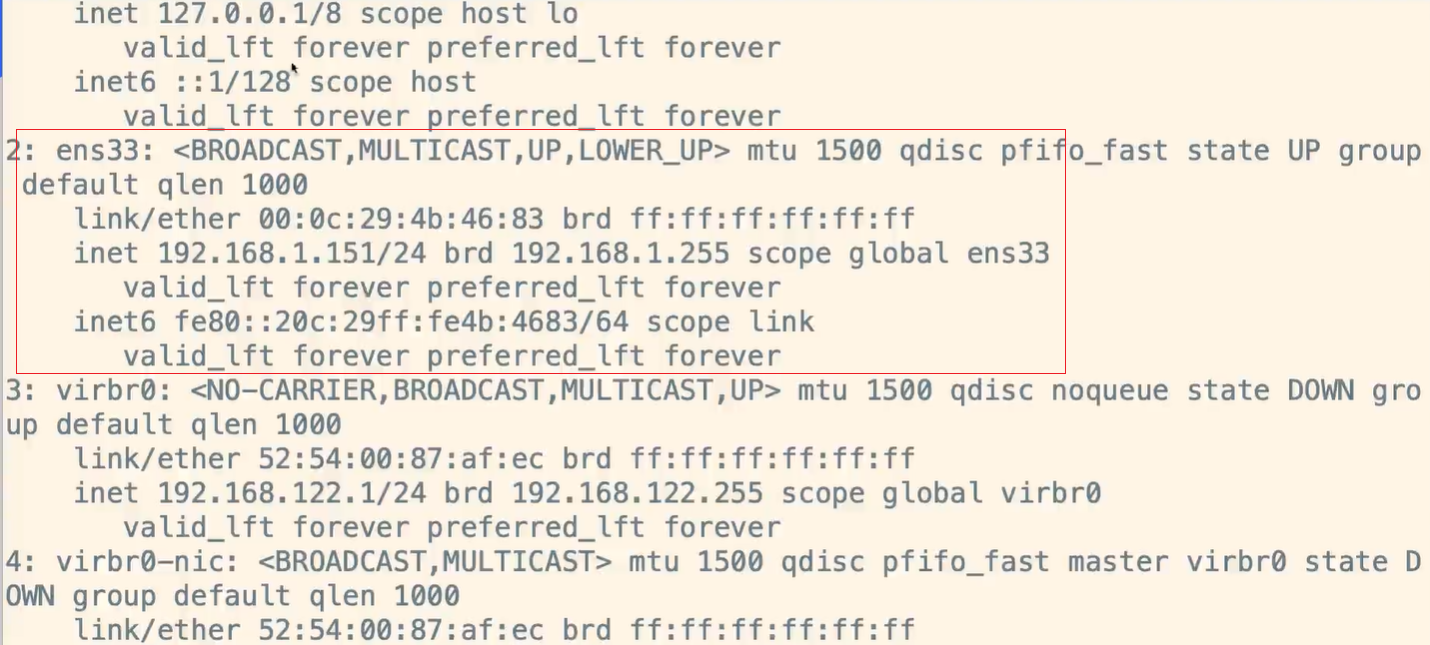 inet 127.0.0.1/8 scope host lo
valid_lft forever preferred_lft forever
inet6 ::1/128 scope host
valid_lft forever preferred_lft forever
2: ens33: <BROADCAST,MULTICAST,UP,LOWER_UP> mtu 1500 qdisc pfifo_fast state UP group
default qlen 1000
link/ether 00:0c:29:4b:46:83 brd ff:ff:ff:ff:ff:ff
inet 192.168.1.151/24 brd 192.168.1.255 scope global ens33
valid_lft forever preferred_lft forever
inet6 fe80::20c:29ff:fe4b:4683/64 scope link
valid_lft forever preferred_lft forever
3: virbr0: <NO-CARRIER,BROADCAST,MULTICAST,UP> mtu 1500 qdisc noqueue state DOWN gro
up default qlen 1000
link/ether 52:54:00:87:af:ec brd ff:ff:ff:ff:ff:ff
inet 192.168.122.1/24 brd 192.168.122.255 scope global virbr0
valid_lft forever preferred_lft forever
4: virbr0-nic: <BROADCAST,MULTICAST> mtu 1500 qdisc pfifo_fast master virbr0 state D
OWN group default qlen 1000
link/ether 52:54:00:87:af:ec brd ff:ff:ff:ff:ff:ff